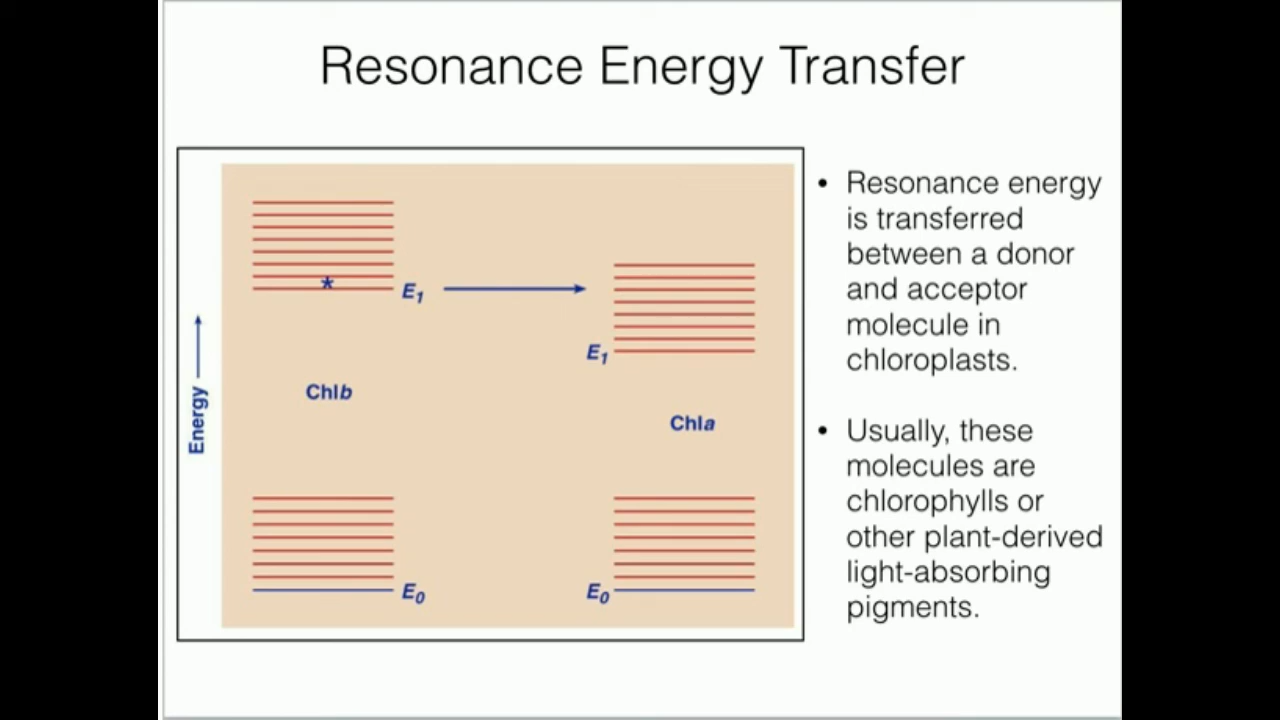 Resonance Energy Transfer
*
E1
E1
Chlb
Chla
Energy
E0
E0
• Resonance energy
is transferred
between a donor
and acceptor
molecule in
chloroplasts.
• Usually, these
molecules are
chlorophylls or
other plant-derived
light-absorbing
pigments.